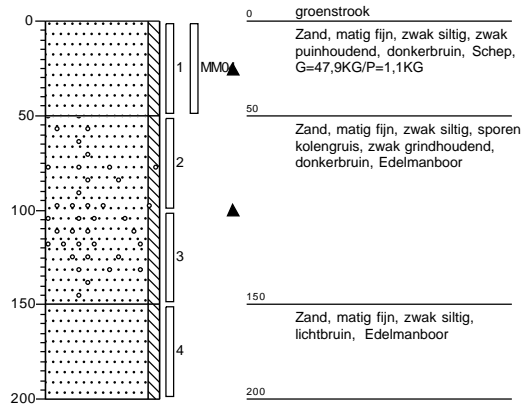 0
50
100
150
200
1
MM0
2
3
4
0
groenstrook
Zand, matig fijn, zwak siltig, zwak
puinhoudend, donkerbruin, Schep,
G=47,9KG/P=1,1KG
50
Zand, matig fijn, zwak siltig, sporen
kolengruis, zwak grindhoudend,
donkerbruin, Edelmanboor
150
Zand, matig fijn, zwak siltig,
lichtbruin, Edelmanboor
200